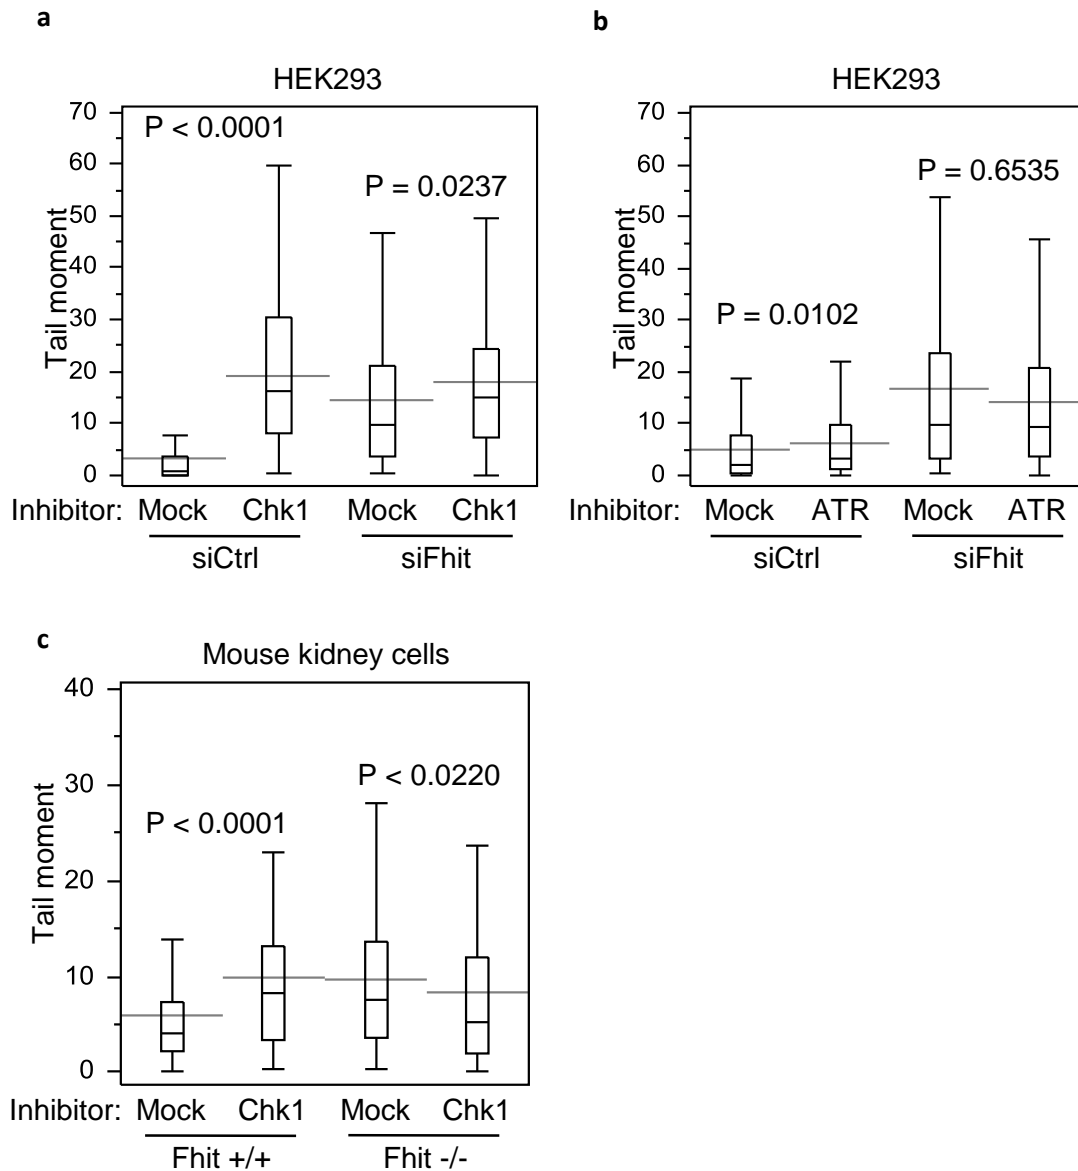 a
HEK293
70
60
50
40
30
20
10
0
Tail moment
P < 0.0001
P = 0.0237
Inhibitor: Mock Chk1 Mock Chk1
siCtrl siFhit
b
HEK293
70
60
50
40
30
20
10
0
Tail moment
P = 0.6535
P = 0.0102
Inhibitor: Mock ATR Mock ATR
siCtrl siFhit
c
Mouse kidney cells
40
30
20
10
0
Tail moment
P < 0.0220
P < 0.0001
Inhibitor: Mock Chk1 Mock Chk1
Fhit +/+ Fhit -/-